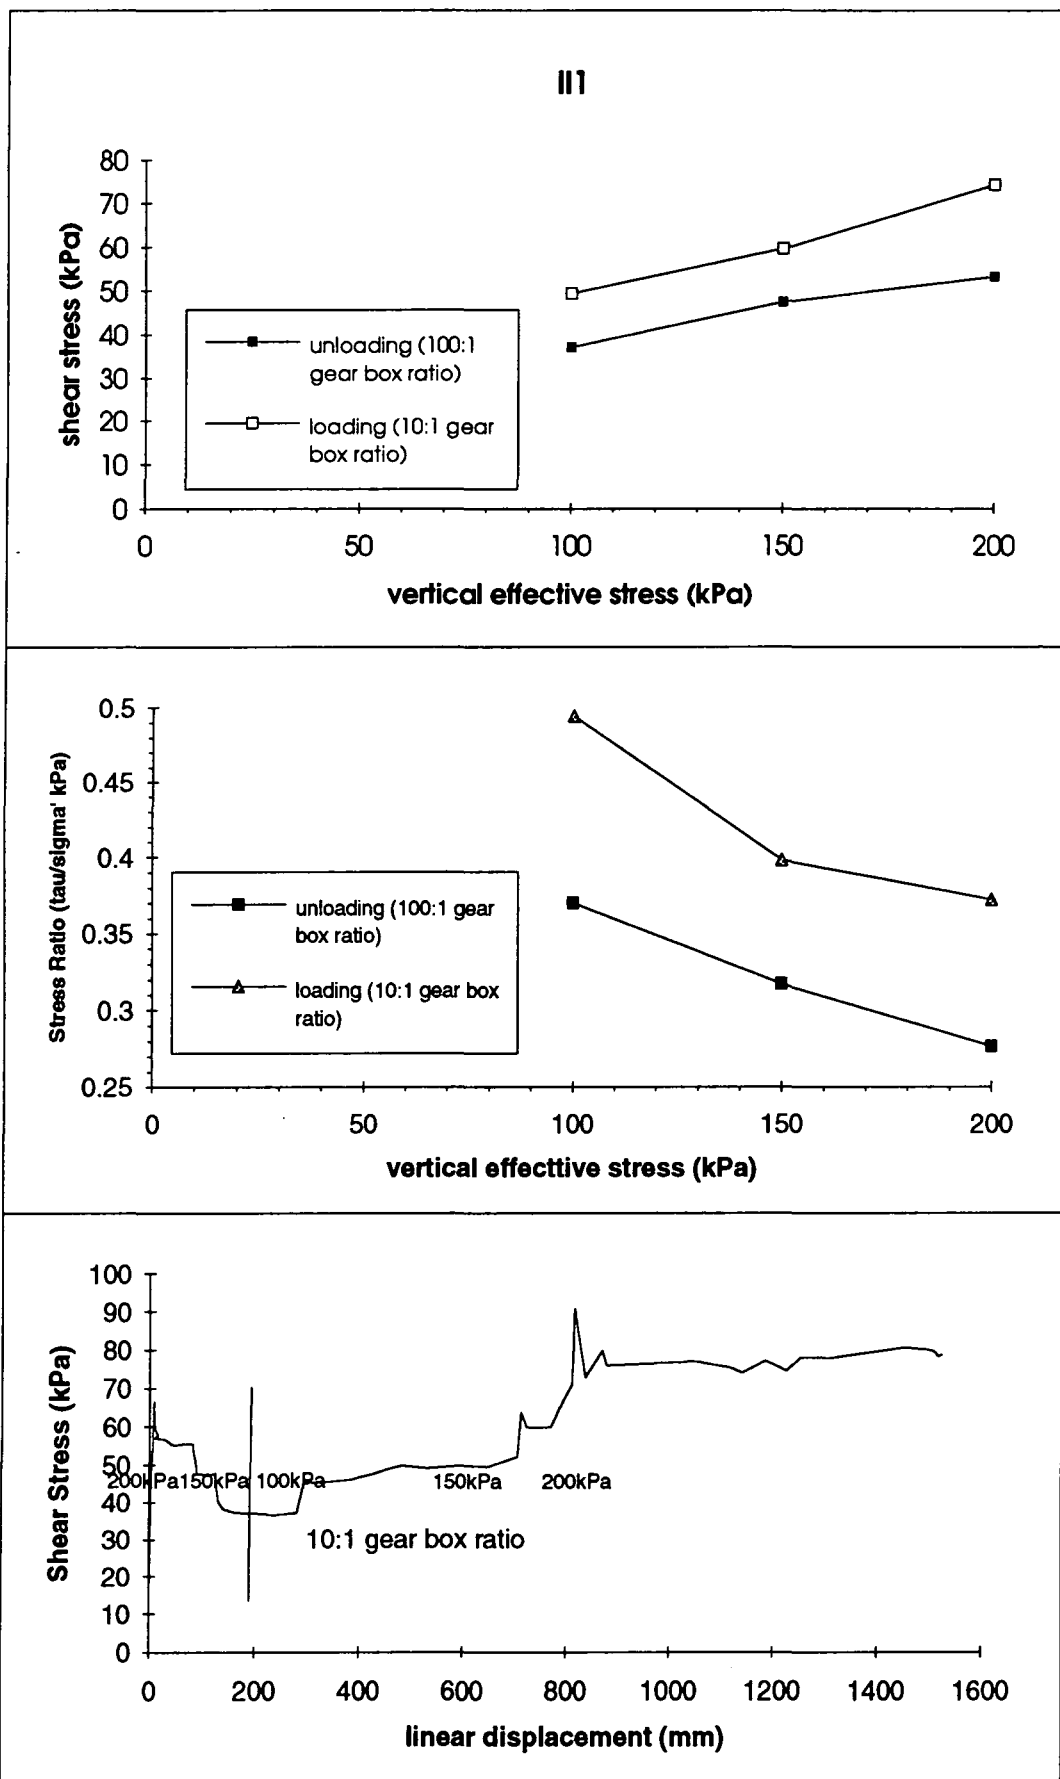 II1
80
70
60
50
40
30
20
10
0
shear stress (kPa)
unloading (100:1
gear box ratio)
loading (10:1 gear
box ratio)
0 50 100 150 200
vertical effective stress (kPa)
0.5
0.45
0.4
0.35
0.3
0.25
Stress Ratio (tau/sigma' kPa)
unloading (100:1 gear
box ratio)
loading (10:1 gear box
ratio)
0 50 100 150 200
vertical effecttive stress (kPa)
100
90
80
70
60
50
40
30
20
10
0
Shear Stress (kPa)
200kPa 150kPa 100kPa 150kPa 200kPa
10:1 gear box ratio
0 200 400 600 800 1000 1200 1400 1600
linear displacement (mm)